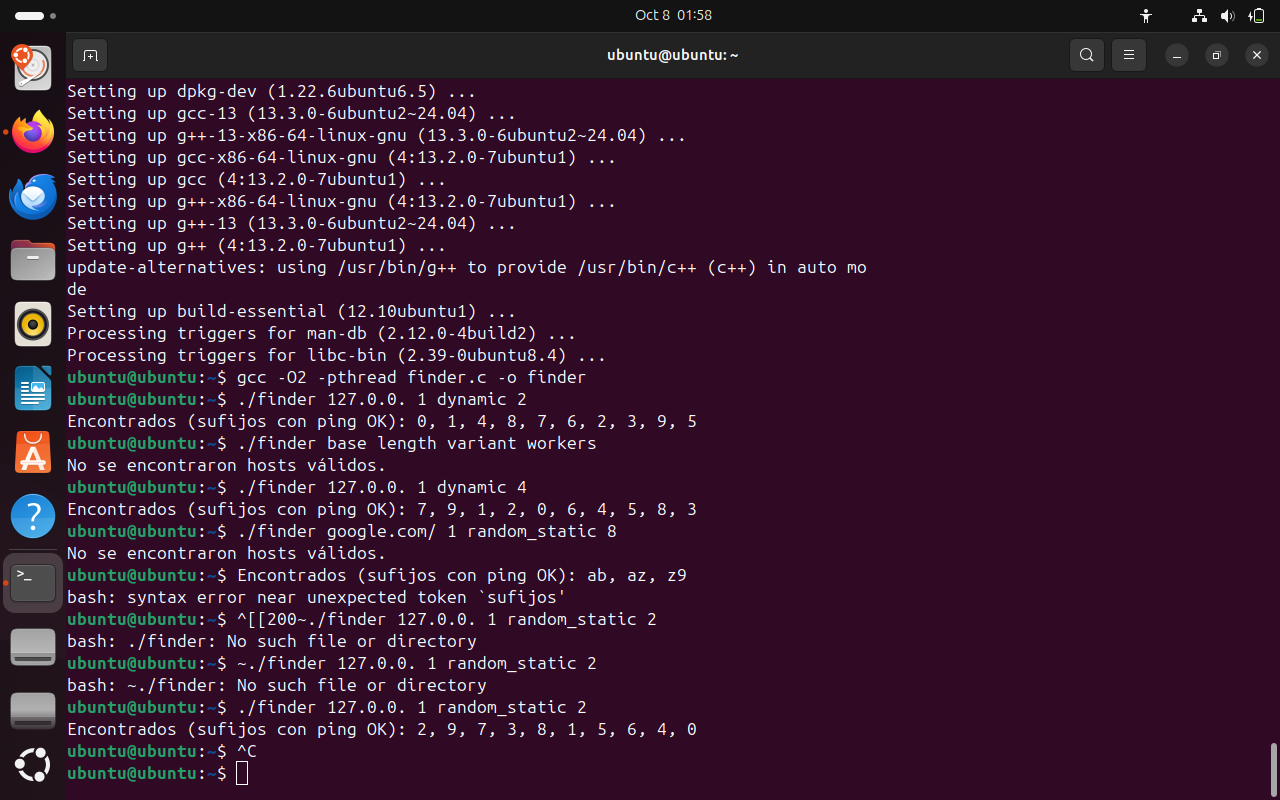 Oct 8 01:58
ubuntu@ubuntu: ~
Setting up dpkg-dev (1.22.6ubuntu6.5) ...
Setting up gcc-13 (13.3.0-6ubuntu2~24.04) ...
Setting up g++-13-x86-64-linux-gnu (13.3.0-6ubuntu2~24.04) ...
Setting up gcc-x86-64-linux-gnu (4:13.2.0-7ubuntu1) ...
Setting up gcc (4:13.2.0-7ubuntu1) ...
Setting up g++-x86-64-linux-gnu (4:13.2.0-7ubuntu1) ...
Setting up g++-13 (13.3.0-6ubuntu2~24.04) ...
Setting up g++ (4:13.2.0-7ubuntu1) ...
update-alternatives: using /usr/bin/g++ to provide /usr/bin/c++ (c++) in auto mo
de
Setting up build-essential (12.10ubuntu1) ...
Processing triggers for man-db (2.12.0-4build2) ...
Processing triggers for libc-bin (2.39-0ubuntu8.4) ...
ubuntu@ubuntu:~$ gcc -O2 -pthread finder.c -o finder
ubuntu@ubuntu:~$ ./finder 127.0.0. 1 dynamic 2
Encontrados (sufijos con ping OK): 0, 1, 4, 8, 7, 6, 2, 3, 9, 5
ubuntu@ubuntu:~$ ./finder base length variant workers
No se encontraron hosts válidos.
ubuntu@ubuntu:~$ ./finder 127.0.0. 1 dynamic 4
Encontrados (sufijos con ping OK): 7, 9, 1, 2, 0, 6, 4, 5, 8, 3
ubuntu@ubuntu:~$ ./finder google.com/ 1 random_static 8
No se encontraron hosts válidos.
ubuntu@ubuntu:~$ Encontrados (sufijos con ping OK): ab, az, z9
bash: syntax error near unexpected token `sufijos'
ubuntu@ubuntu:~$ ^[[200~./finder 127.0.0. 1 random_static 2
bash: ./finder: No such file or directory
ubuntu@ubuntu:~$ ~./finder 127.0.0. 1 random_static 2
bash: ~./finder: No such file or directory
ubuntu@ubuntu:~$ ./finder 127.0.0. 1 random_static 2
Encontrados (sufijos con ping OK): 2, 9, 7, 3, 8, 1, 5, 6, 4, 0
ubuntu@ubuntu:~$ ^C
ubuntu@ubuntu:~$